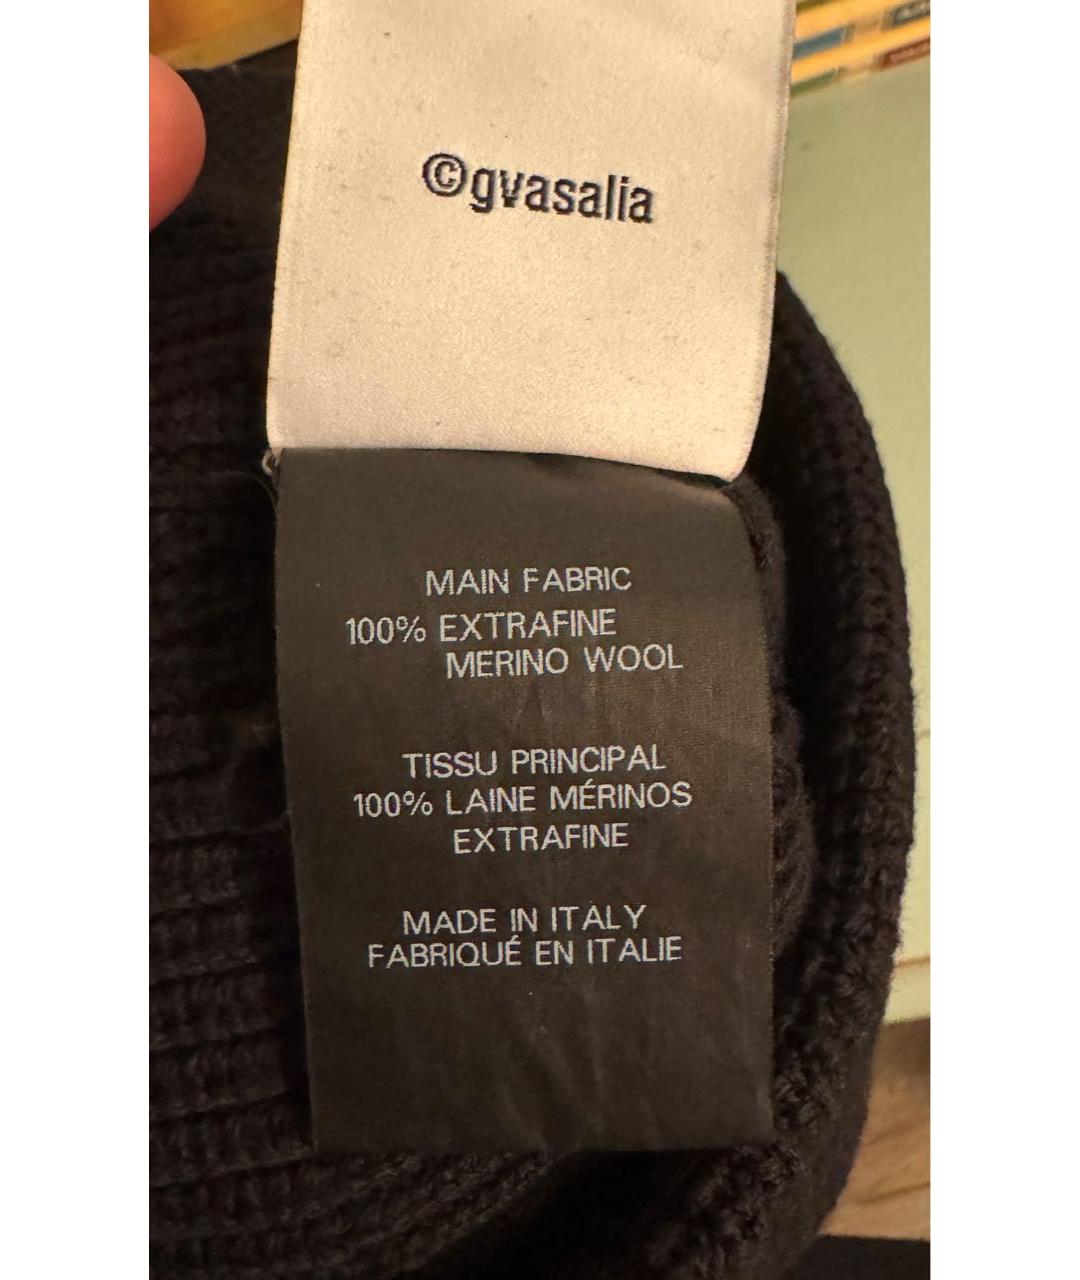 ©gvasalia
MAIN FABRIC
100% EXTRAFINE
MERINO WOOL
TISSU PRINCIPAL
100% LAINE MÉRINOS
EXTRAFINE
MADE IN ITALY
FABRIQUÉ EN ITALIE